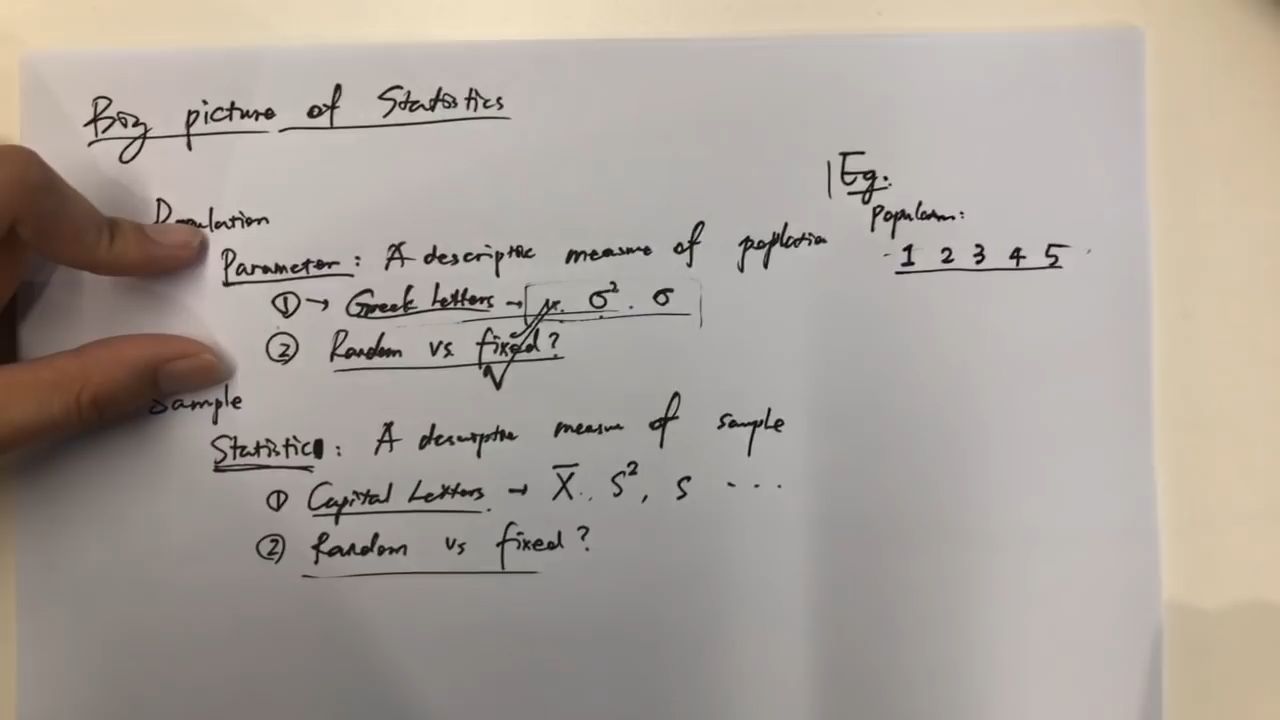 Big picture of Statistics
Population
Parameter: A descriptive measure of popplation
① → Greek Letters → μ. σ². σ
② Random vs fixed?
Sample
Statistic: A descriptive measure of sample
① Capital Letters → X̄., S², S ...
② Random vs fixed?
Eg.
Population:
1 2 3 4 5